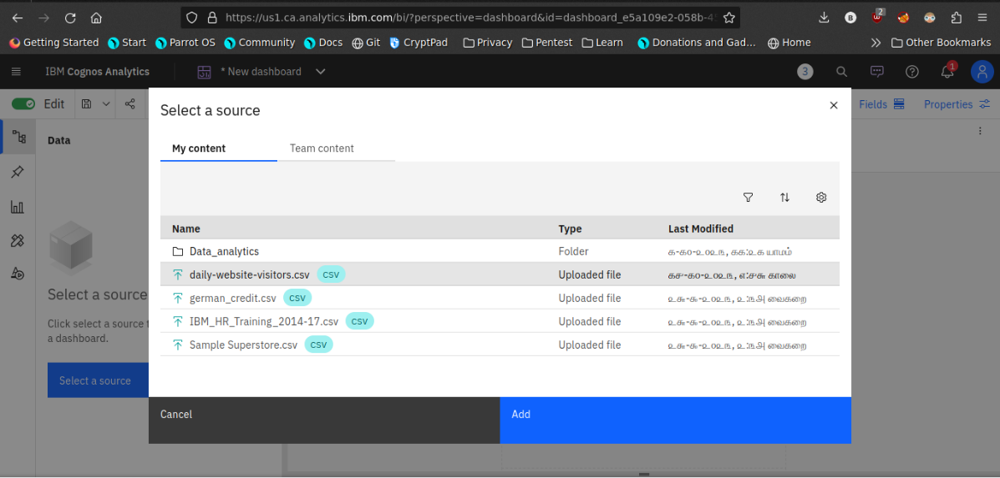 https://us1.ca.analytics.ibm.com/bi/?perspective=dashboard&id=dashboard_e5a109e2-058b-4
B
2
Getting Started Start Parrot OS Community Docs Git CryptPad Privacy Pentest Learn Donations and Gad... Home Other Bookmarks
IBM Cognos Analytics * New dashboard 3 1
Edit Fields Properties
Data
Select a source
Click select a source
a dashboard.
Select a source
Select a source
My content Team content
Name Type Last Modified
Data_analytics Folder ௧-௧௦-௨௦௨௩, ௧௧:௨௧ யாமம்
daily-website-visitors.csv CSV Uploaded file ௧௪-௧௦-௨௦௨௩, ௭:௪௯ காலை
german_credit.csv CSV Uploaded file ௨௯-௯-௨௦௨௩, ௨:௩௮ வைகறை
IBM_HR_Training_2014-17.csv CSV Uploaded file ௨௯-௯-௨௦௨௩, ௨:௩௮ வைகறை
Sample Superstore.csv CSV Uploaded file ௨௯-௯-௨௦௨௩, ௨:௩௮ வைகறை
Cancel Add